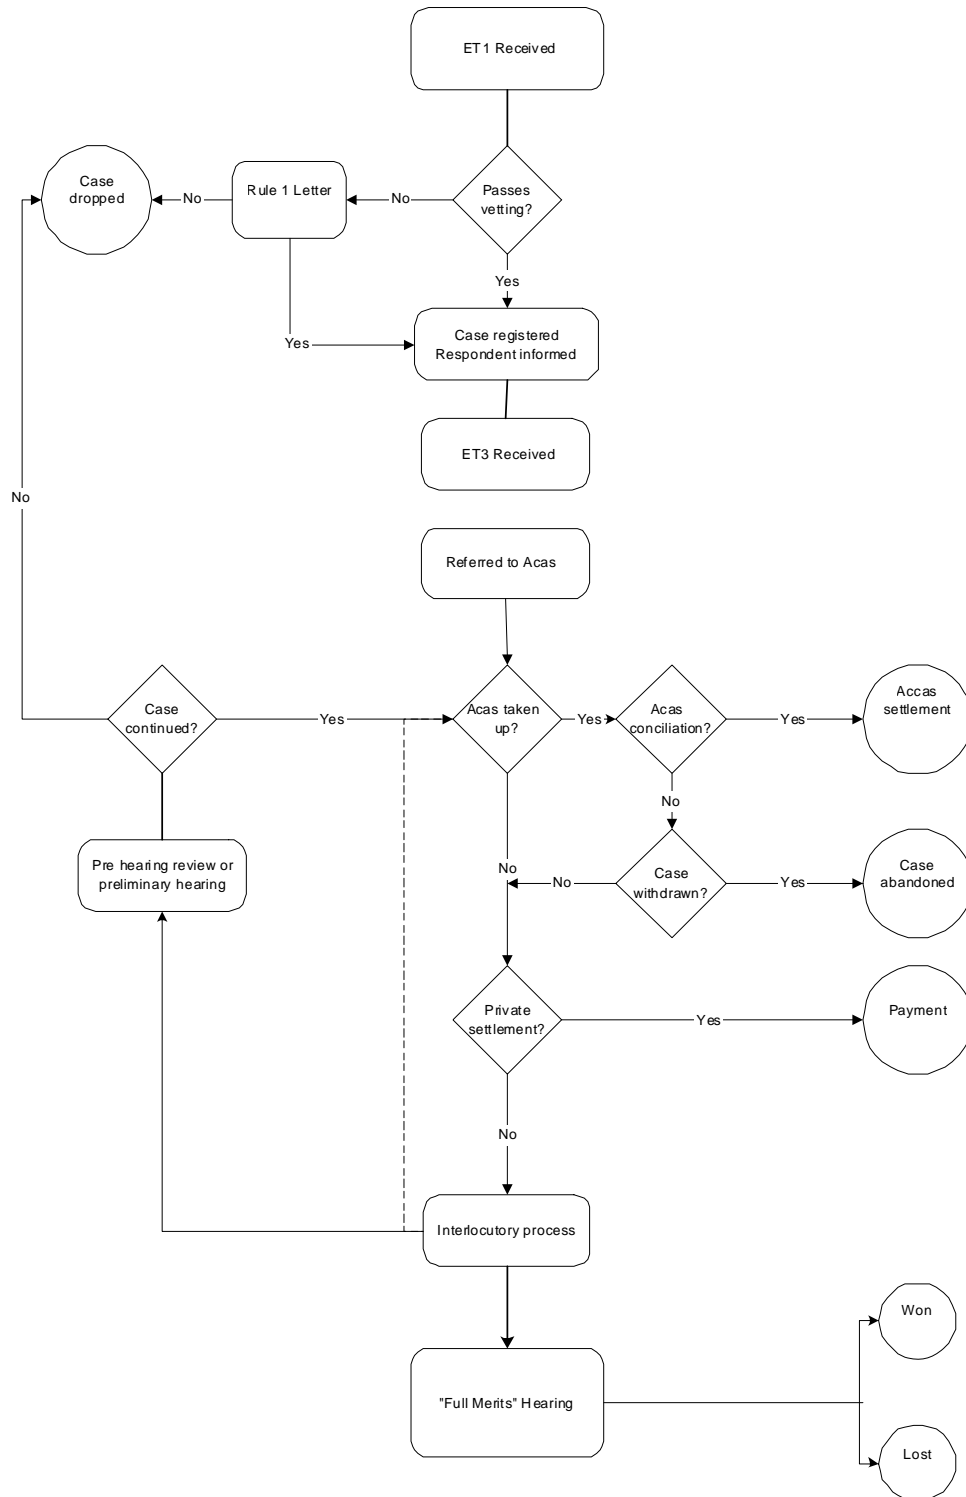 ET1 Received
Case
dropped
No
Rule 1 Letter
No
Passes
vetting?
Yes
Yes
Case registered
Respondent informed
ET3 Received
No
Referred to Acas
Case
continued?
Yes
Acas taken
up?
Yes
Acas
conciliation?
Yes
Accas
settlement
No
Pre hearing review or
preliminary hearing
No
No
Case
withdrawn?
Yes
Case
abandoned
Private
settlement?
Yes
Payment
No
Interlocutory process
Won
"Full Merits" Hearing
Lost